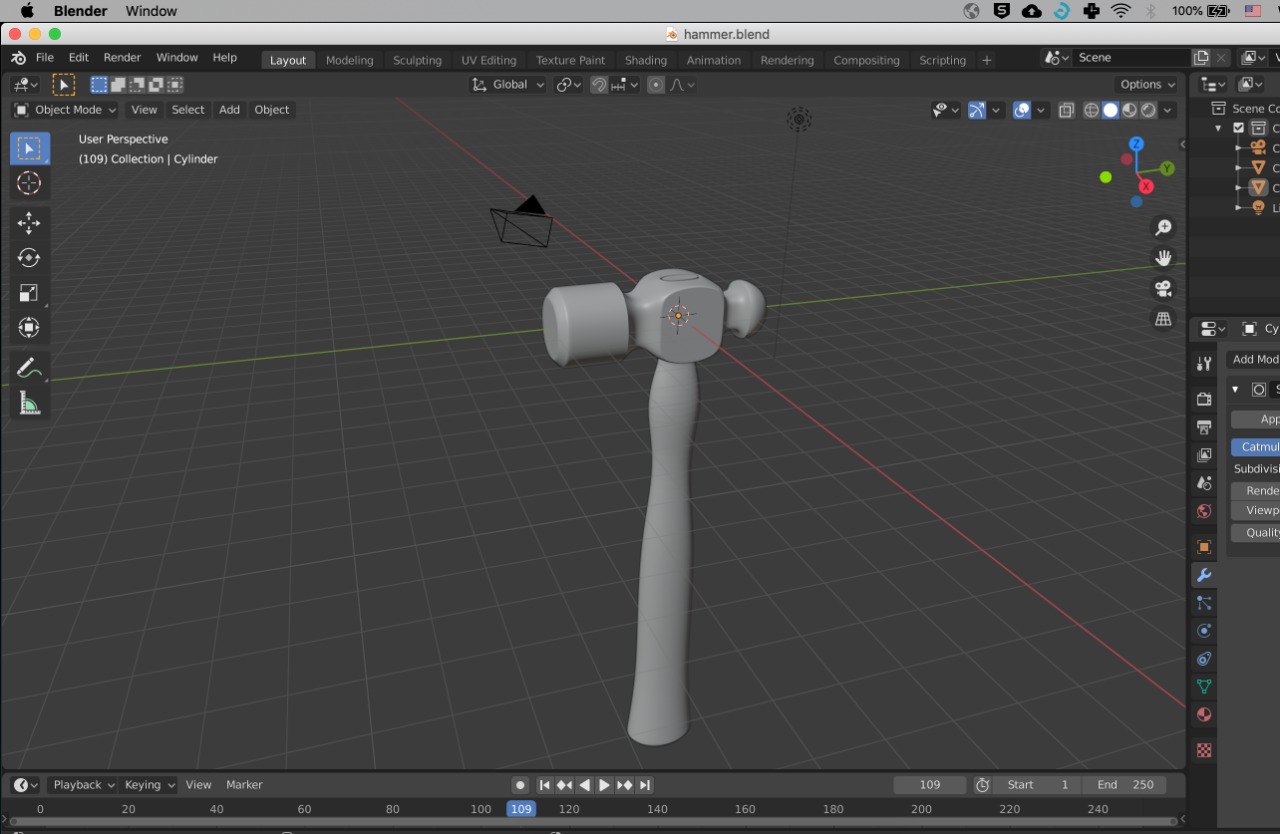 Blender Window 100%
hammer.blend
File Edit Render Window Help Layout Modeling Sculpting UV Editing Texture Paint Shading Animation Rendering Compositing Scripting + Scene
Global Options
Object Mode View Select Add Object
User Perspective
(109) Collection | Cylinder
Z
Y
X
Scene Co
C
C
C
Li
Cy
Add Mod
S
App
Catmul
Subdivisi
Rende
Viewp
Quality
Playback Keying View Marker 109 Start 1 End 250
0 20 40 60 80 100 109 120 140 160 180 200 220 240